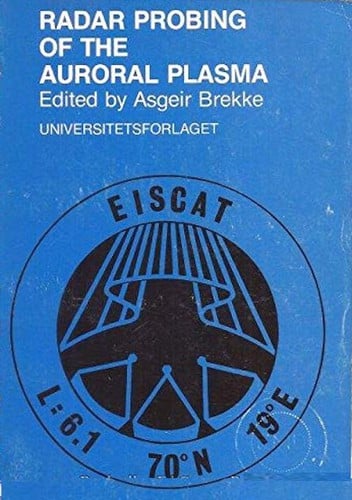 RADAR PROBING
OF THE
AURORAL PLASMA
Edited by Asgeir Brekke
UNIVERSITETSFORLAGET
EISCAT
L=6.1
70°N
19°E